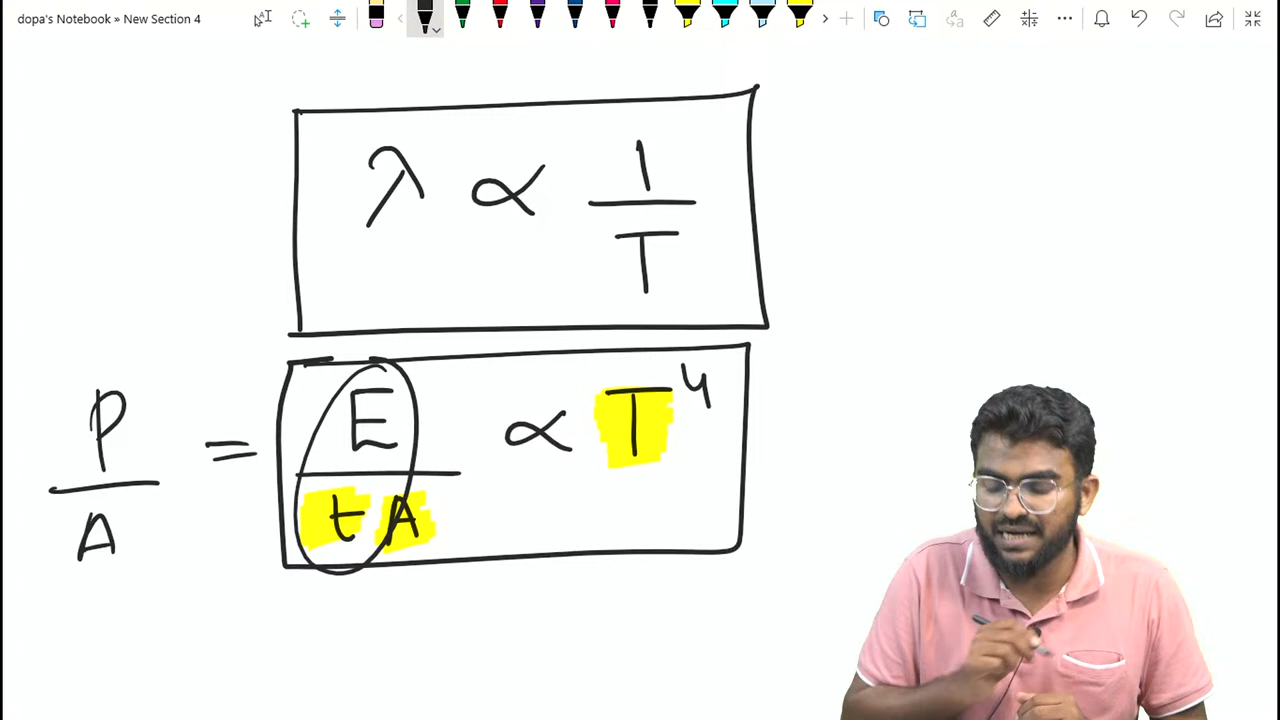 dopa's Notebook » New Section 4
λ ∝ 1/T
P/A = E/tA ∝ T⁴